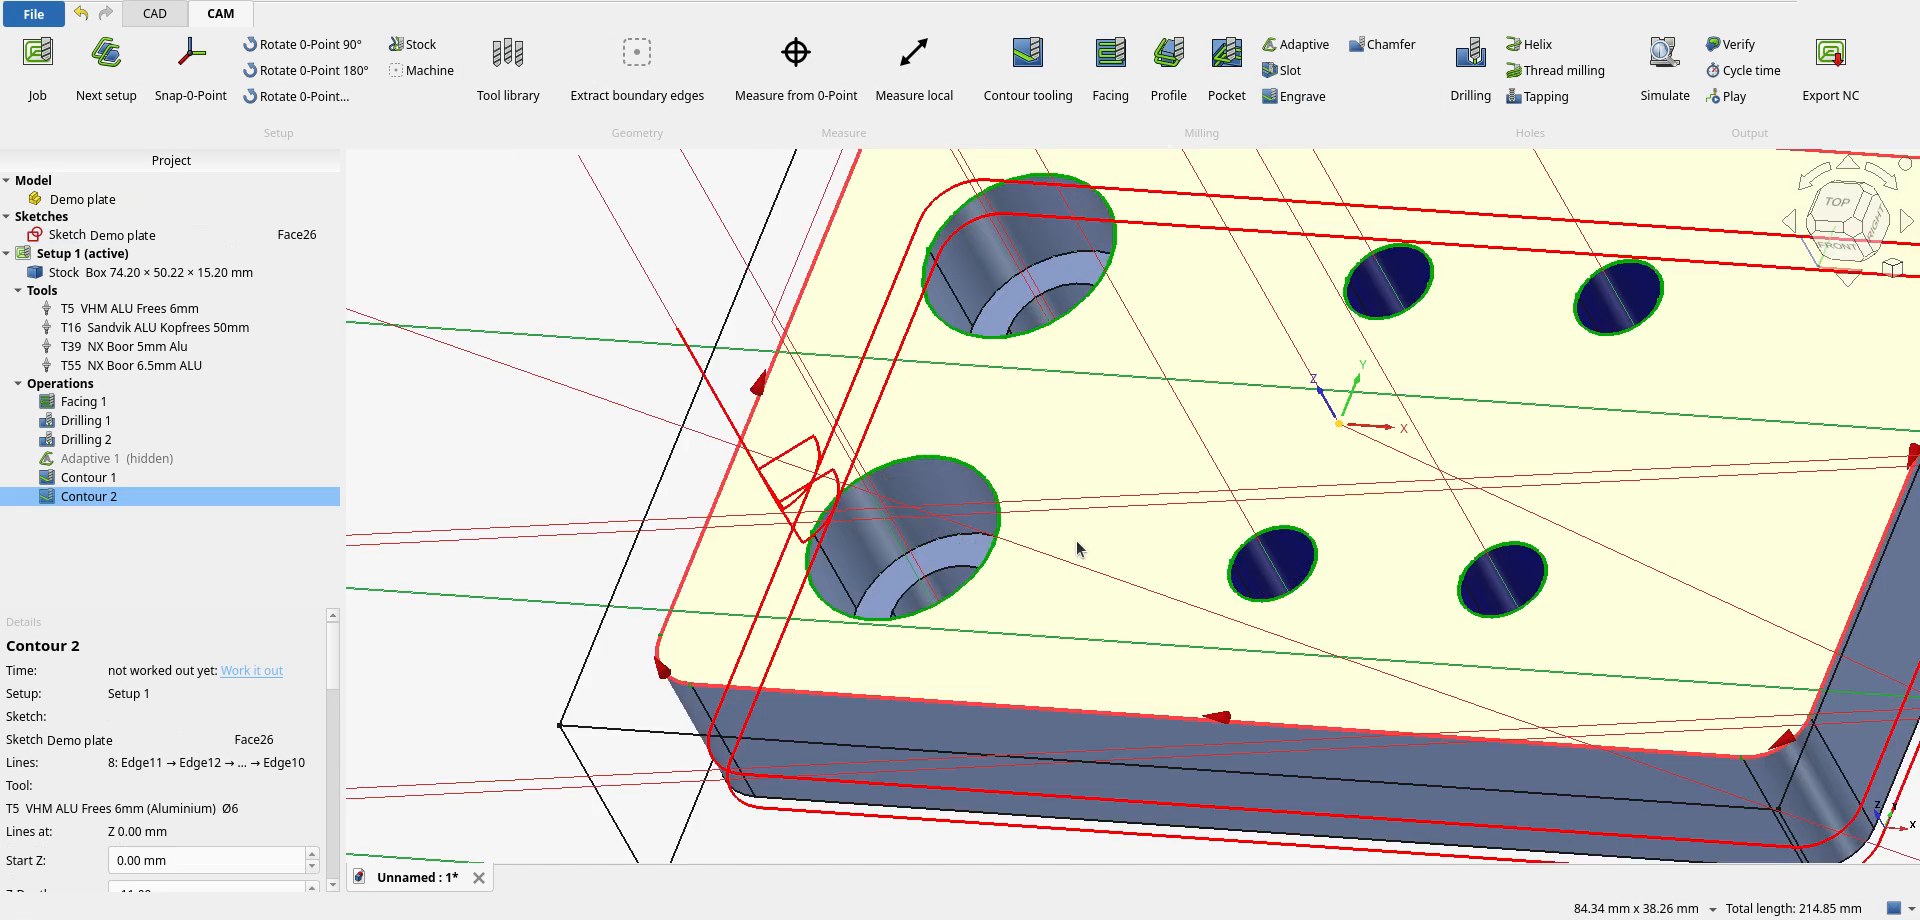 File CAD CAM
Rotate 0-Point 90° Stock Adaptive Chamfer Helix Verify
Rotate 0-Point 180° Machine Slot Thread milling Cycle time
Job Next setup Snap-0-Point Rotate 0-Point... Tool library Extract boundary edges Measure from 0-Point Measure local Contour tooling Facing Profile Pocket Engrave Drilling Tapping Simulate Play Export NC
Setup Geometry Measure Milling Holes Output
Project
Model
Demo plate
Sketches
Sketch Demo plate Face26
Setup 1 (active)
Stock Box 74.20 × 50.22 × 15.20 mm
Tools
T5 VHM ALU Frees 6mm
T16 Sandvik ALU Kopfrees 50mm
T39 NX Boor 5mm Alu
T55 NX Boor 6.5mm ALU
Operations
Facing 1
Drilling 1
Drilling 2
Adaptive 1 (hidden)
Contour 1
Contour 2
Details
Contour 2
Time: not worked out yet: Work it out
Setup: Setup 1
Sketch:
Sketch Demo plate Face26
Lines: 8: Edge11 → Edge12 → ... → Edge10
Tool:
T5 VHM ALU Frees 6mm (Aluminium) Ø6
Lines at: Z 0.00 mm
Start Z: 0.00 mm
TOP
FRONT
RIGHT
Z Y
X
Z Y
X
Unnamed : 1*
84.34 mm x 38.26 mm Total length: 214.85 mm